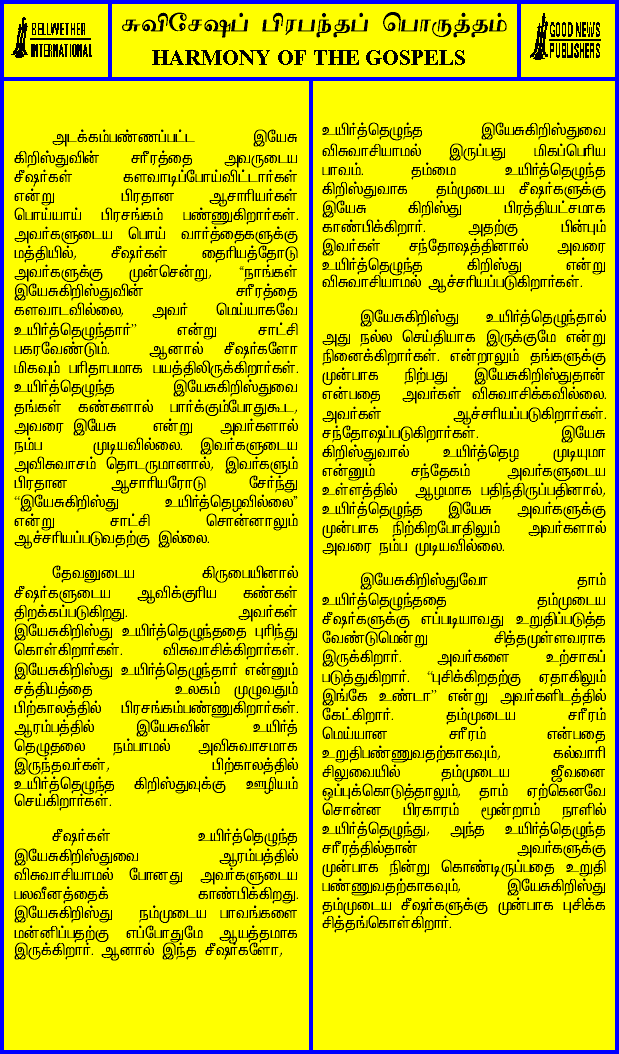 BELLWETHER
INTERNATIONAL
சுவிசேஷப் பிரபந்தப் பொருத்தம்
HARMONY OF THE GOSPELS
GOOD NEWS
PUBLISHERS
அடக்கம்பண்ணப்பட்ட இயேசு
கிறிஸ்துவின் சரீரத்தை அவருடைய
சீஷர்கள் களவாடிப்போய்விட்டார்கள்
என்று பிரதான ஆசாரியர்கள்
பொய்யாய் பிரசங்கம் பண்ணுகிறார்கள்.
அவர்களுடைய பொய் வார்த்தைகளுக்கு
மத்தியில், சீஷர்கள் தைரியத்தோடு
அவர்களுக்கு முன்சென்று, “நாங்கள்
இயேசுகிறிஸ்துவின் சரீரத்தை
களவாடவில்லை, அவர் மெய்யாகவே
உயிர்த்தெழுந்தார்” என்று சாட்சி
பகரவேண்டும். ஆனால் சீஷர்களோ
மிகவும் பரிதாபமாக பயத்திலிருக்கிறார்கள்.
உயிர்த்தெழுந்த இயேசுகிறிஸ்துவை
தங்கள் கண்களால் பார்க்கும்போதுகூட,
அவரை இயேசு என்று அவர்களால்
நம்ப முடியவில்லை. இவர்களுடைய
அவிசுவாசம் தொடருமானால், இவர்களும்
பிரதான ஆசாரியரோடு சேர்ந்து
“இயேசுகிறிஸ்து உயிர்த்தெழவில்லை”
என்று சாட்சி சொன்னாலும்
ஆச்சரியப்படுவதற்கு இல்லை.
தேவனுடைய கிருபையினால்
சீஷர்களுடைய ஆவிக்குரிய கண்கள்
திறக்கப்படுகிறது. அவர்கள்
இயேசுகிறிஸ்து உயிர்த்தெழுந்ததை புரிந்து
கொள்கிறார்கள். விசுவாசிக்கிறார்கள்.
இயேசுகிறிஸ்து உயிர்த்தெழுந்தார் என்னும்
சத்தியத்தை உலகம் முழுவதும்
பிற்காலத்தில் பிரசங்கம்பண்ணுகிறார்கள்.
ஆரம்பத்தில் இயேசுவின் உயிர்த்
தெழுதலை நம்பாமல் அவிசுவாசமாக
இருந்தவர்கள், பிற்காலத்தில்
உயிர்த்தெழுந்த கிறிஸ்துவுக்கு ஊழியம்
செய்கிறார்கள்.
சீஷர்கள் உயிர்த்தெழுந்த
இயேசுகிறிஸ்துவை ஆரம்பத்தில்
விசுவாசியாமல் போனது அவர்களுடைய
பலவீனத்தைக் காண்பிக்கிறது.
இயேசுகிறிஸ்து நம்முடைய பாவங்களை
மன்னிப்பதற்கு எப்போதுமே ஆயத்தமாக
இருக்கிறார். ஆனால் இந்த சீஷர்களோ,
உயிர்த்தெழுந்த இயேசுகிறிஸ்துவை
விசுவாசியாமல் இருப்பது மிகப்பெரிய
பாவம். தம்மை உயிர்த்தெழுந்த
கிறிஸ்துவாக தம்முடைய சீஷர்களுக்கு
இயேசு கிறிஸ்து பிரத்தியட்சமாக
காண்பிக்கிறார். அதற்கு பின்பும்
இவர்கள் சந்தோஷத்தினால் அவரை
உயிர்த்தெழுந்த கிறிஸ்து என்று
விசுவாசியாமல் ஆச்சரியப்படுகிறார்கள்.
இயேசுகிறிஸ்து உயிர்த்தெழுந்தால்
அது நல்ல செய்தியாக இருக்குமே என்று
நினைக்கிறார்கள். என்றாலும் தங்களுக்கு
முன்பாக நிற்பது இயேசுகிறிஸ்துதான்
என்பதை அவர்கள் விசுவாசிக்கவில்லை.
அவர்கள் ஆச்சரியப்படுகிறார்கள்.
சந்தோஷப்படுகிறார்கள். இயேசு
கிறிஸ்துவால் உயிர்த்தெழ முடியுமா
என்னும் சந்தேகம் அவர்களுடைய
உள்ளத்தில் ஆழமாக பதிந்திருப்பதினால்,
உயிர்த்தெழுந்த இயேசு அவர்களுக்கு
முன்பாக நிற்கிறபோதிலும் அவர்களால்
அவரை நம்ப முடியவில்லை.
இயேசுகிறிஸ்துவோ தாம்
உயிர்த்தெழுந்ததை தம்முடைய
சீஷர்களுக்கு எப்படியாவது உறுதிப்படுத்த
வேண்டுமென்று சித்தமுள்ளவராக
இருக்கிறார். அவர்களை உற்சாகப்
படுத்துகிறார். “புசிக்கிறதற்கு ஏதாகிலும்
இங்கே உண்டா” என்று அவர்களிடத்தில்
கேட்கிறார். தம்முடைய சரீரம்
மெய்யான சரீரம் என்பதை
உறுதிபண்ணுவதற்காகவும், கல்வாரி
சிலுவையில் தம்முடைய ஜீவனை
ஒப்புக்கொடுத்தாலும், தாம் ஏற்கெனவே
சொன்ன பிரகாரம் மூன்றாம் நாளில்
உயிர்த்தெழுந்து, அந்த உயிர்த்தெழுந்த
சரீரத்தில்தான் அவர்களுக்கு
முன்பாக நின்று கொண்டிருப்பதை உறுதி
பண்ணுவதற்காகவும், இயேசுகிறிஸ்து
தம்முடைய சீஷர்களுக்கு முன்பாக புசிக்க
சித்தங்கொள்கிறார்.